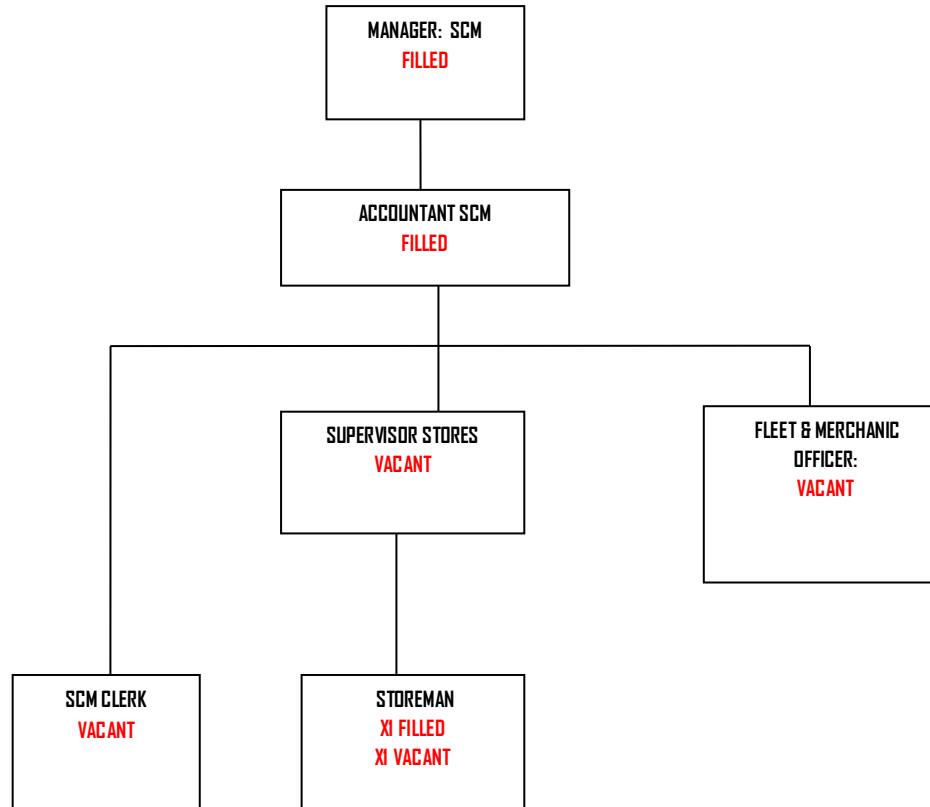 MANAGER: SCM
FILLED
ACCOUNTANT SCM
FILLED
SUPERVISOR STORES
VACANT
FLEET & MERCHANIC
OFFICER:
VACANT
SCM CLERK
VACANT
STOREMAN
X1 FILLED
X1 VACANT